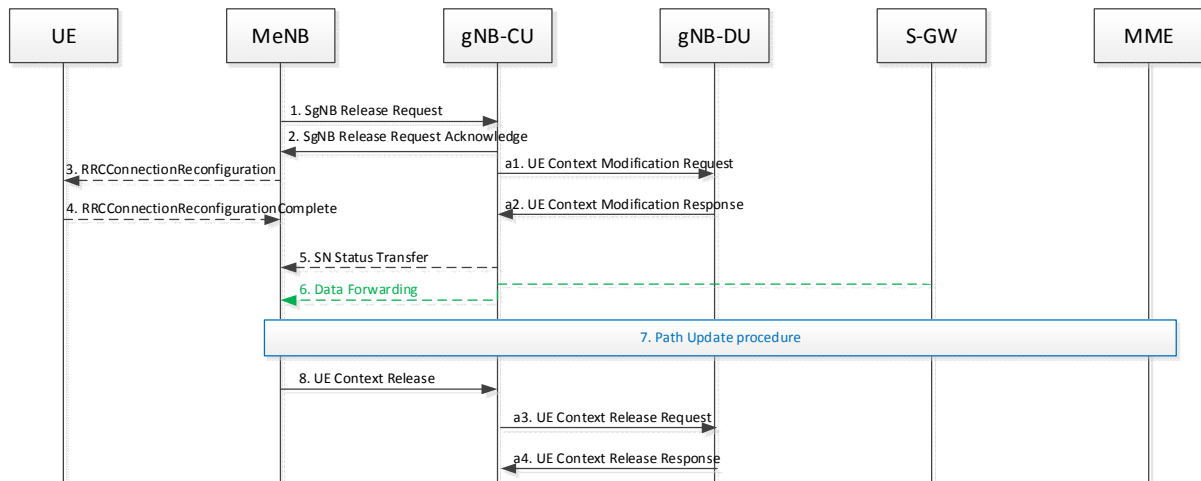 UE
MeNB
gNB-CU
gNB-DU
S-GW
MME
1. SgNB Release Request
2. SgNB Release Request Acknowledge
a1. UE Context Modification Request
3. RRCConnectionReconfiguration
a2. UE Context Modification Response
4. RRCConnectionReconfigurationComplete
5. SN Status Transfer
6. Data Forwarding
7. Path Update procedure
8. UE Context Release
a3. UE Context Release Request
a4. UE Context Release Response